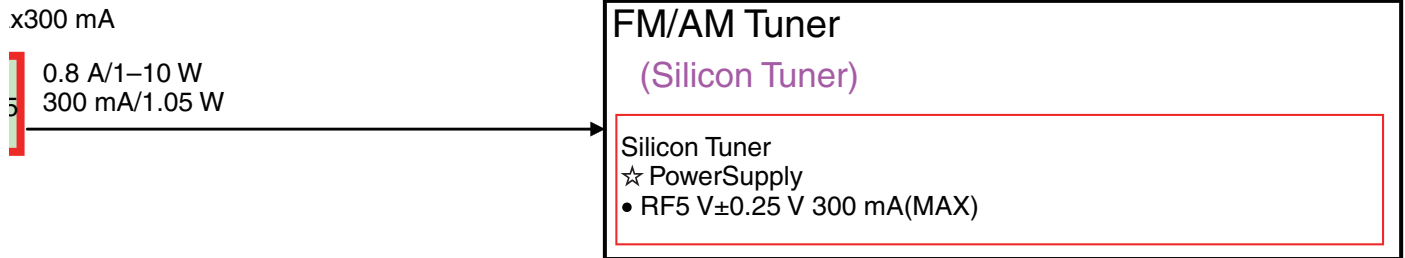 x300 mA
0.8 A/1–10 W
300 mA/1.05 W
5
FM/AM Tuner
(Silicon Tuner)
Silicon Tuner
☆ PowerSupply
• RF5 V±0.25 V 300 mA(MAX)